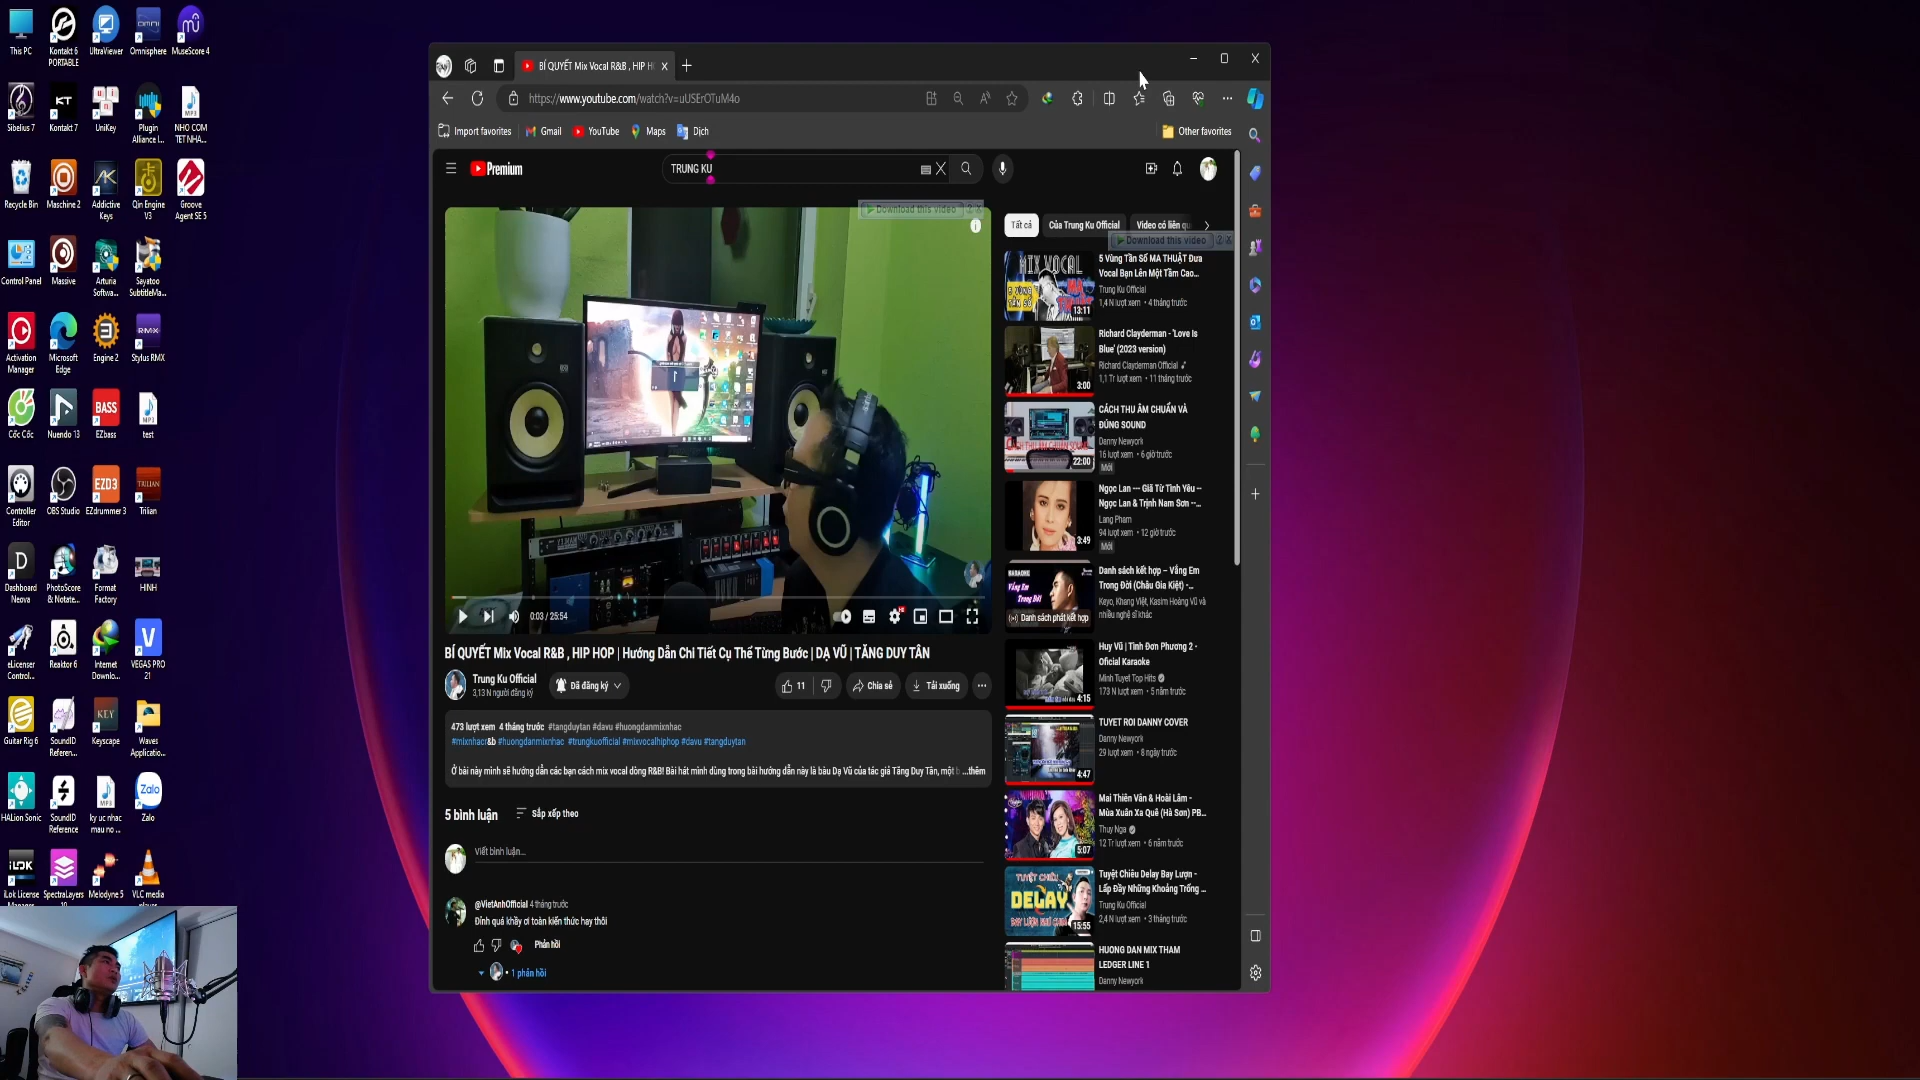 This PC
Kontakt 6
PORTABLE
UltraViewer
Omnisphere
MuseScore 4
Sibelius 7
Kontakt 7
UniKey
Plugin
Alliance I...
NHO COM
TET NHA...
Recycle Bin
Maschine 2
Addictive
Keys
Qin Engine
V3
Groove
Agent SE 5
Control Panel
Massive
Arturia
Softwa...
Sayatoo
SubtitleMa...
Activation
Manager
Microsoft
Edge
Engine 2
Stylus RMX
Cốc Cốc
Nuendo 13
EZbass
test
Controller
Editor
OBS Studio
EZdrummer 3
Trilian
Dashboard
Neova
PhotoScore
& Notate...
Format
Factory
HINH
eLicenser
Control...
Reaktor 6
Internet
Downlo...
VEGAS PRO
21
Guitar Rig 6
SoundID
Referen...
Keyscape
Waves
Applicatio...
HALion Sonic
SoundID
Reference
ky uc nhac
mau no ...
Zalo
iLok License
Manager
SpectraLayers
10
Melodyne 5
VLC media
player
BÍ QUYẾT Mix Vocal R&B , HIP H
https://www.youtube.com/watch?v=uUSErOTuM4o
Import favorites
Gmail
YouTube
Maps
Dịch
Other favorites
Premium
TRUNG KU
Download this video
0:03 / 25:54
BÍ QUYẾT Mix Vocal R&B , HIP HOP | Hướng Dẫn Chi Tiết Cụ Thể Từng Bước | DẠ VŨ | TĂNG DUY TÂN
Trung Ku Official
3,13 N người đăng ký
Đã đăng ký
11
Chia sẻ
Tải xuống
473 lượt xem 4 tháng trước #tangduytan #davu #huongdanmixnhac
#mixnhacr&b #huongdanmixnhac #trungkuofficial #mixvocalhiphop #davu #tangduytan
Ở bài này mình sẽ hướng dẫn các bạn cách mix vocal dòng R&B! Bài hát mình dùng trong bài hướng dẫn này là bàu Dạ Vũ của tác giả Tăng Duy Tân, một b ...thêm
5 bình luận
Sắp xếp theo
Viết bình luận...
@VietAnhOfficial 4 tháng trước
Đỉnh quá khầy ơi toàn kiến thức hay thôi
Phản hồi
1 phản hồi
Tất cả
Của Trung Ku Official
Video có liên qu
Download this video
MIX VOCAL
5 VÙNG
TẦN SỐ
13:11
5 Vùng Tần Số MA THUẬT Đưa
Vocal Bạn Lên Một Tầm Cao...
Trung Ku Official
1,4 N lượt xem • 4 tháng trước
3:00
Richard Clayderman - 'Love Is
Blue' (2023 version)
Richard Clayderman Official
1,1 Tr lượt xem • 11 tháng trước
22:00
CÁCH THU ÂM CHUẨN VÀ
ĐÚNG SOUND
Danny Newyork
16 lượt xem • 6 giờ trước
Mới
3:49
Ngọc Lan --- Giã Từ Tình Yêu --
Ngọc Lan & Trịnh Nam Sơn --...
Lang Pham
94 lượt xem • 12 giờ trước
Mới
Danh sách phát kết hợp
Danh sách kết hợp – Vắng Em
Trong Đời (Châu Gia Kiệt) -...
Keyo, Khang Việt, Kasim Hoàng Vũ và
nhiều nghệ sĩ khác
4:15
Huy Vũ | Tình Đơn Phương 2 -
Oficial Karaoke
Minh Tuyet Top Hits
173 N lượt xem • 5 năm trước
4:47
TUYET ROI DANNY COVER
Danny Newyork
29 lượt xem • 8 ngày trước
5:07
Mai Thiên Vân & Hoài Lâm -
Mùa Xuân Xa Quê (Hà Sơn) PB...
Thuy Nga
12 Tr lượt xem • 6 năm trước
TUYỆT CHIÊU
DELAY
15:55
Tuyệt Chiêu Delay Bay Lượn -
Lấp Đầy Những Khoảng Trống ...
Trung Ku Official
2,4 N lượt xem • 3 tháng trước
HUONG DAN MIX THAM
LEDGER LINE 1
Danny Newyork